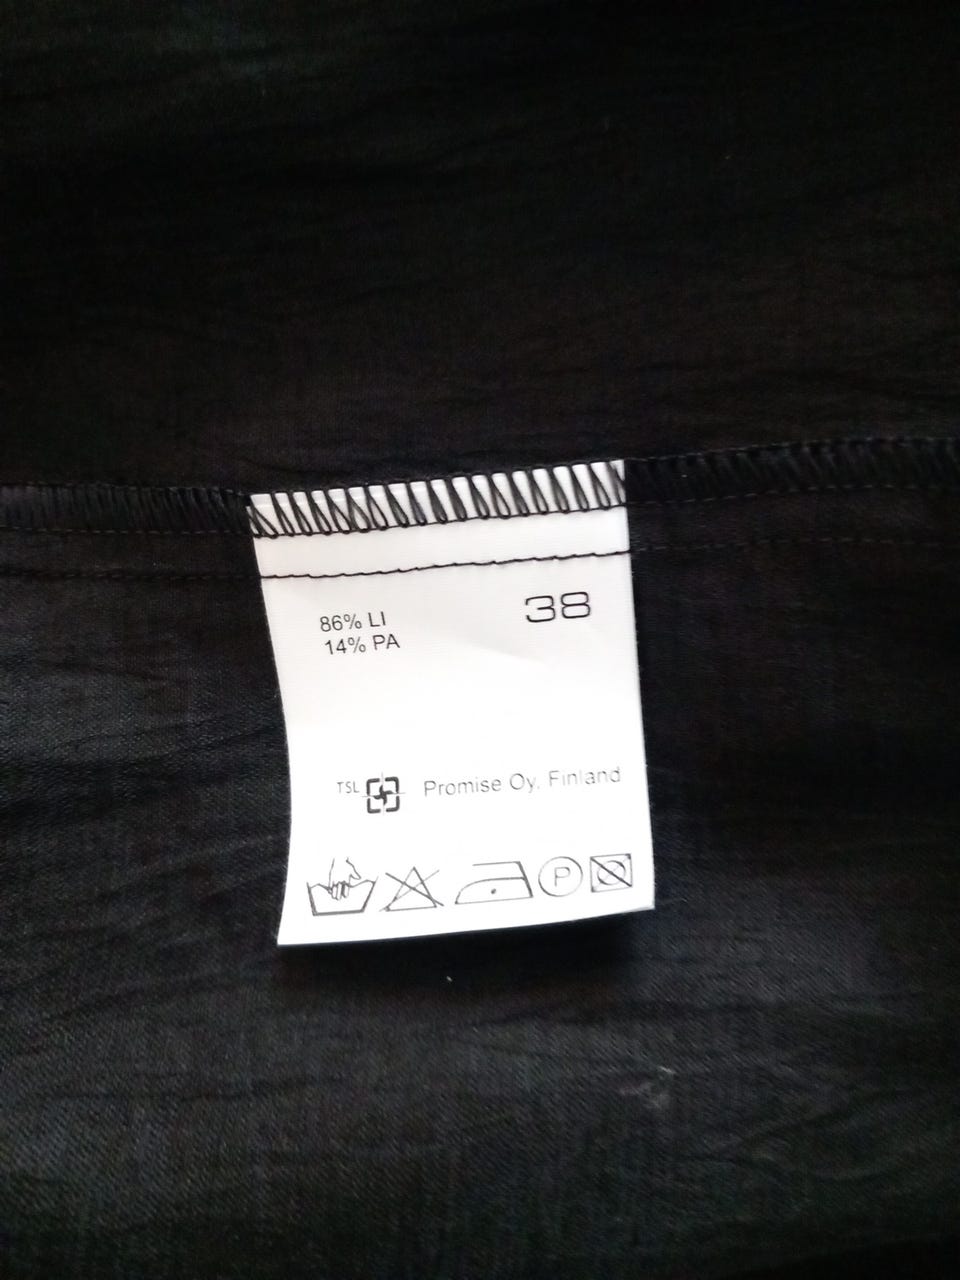 86% LI 38
14% PA
TSL Promise Oy, Finland
P